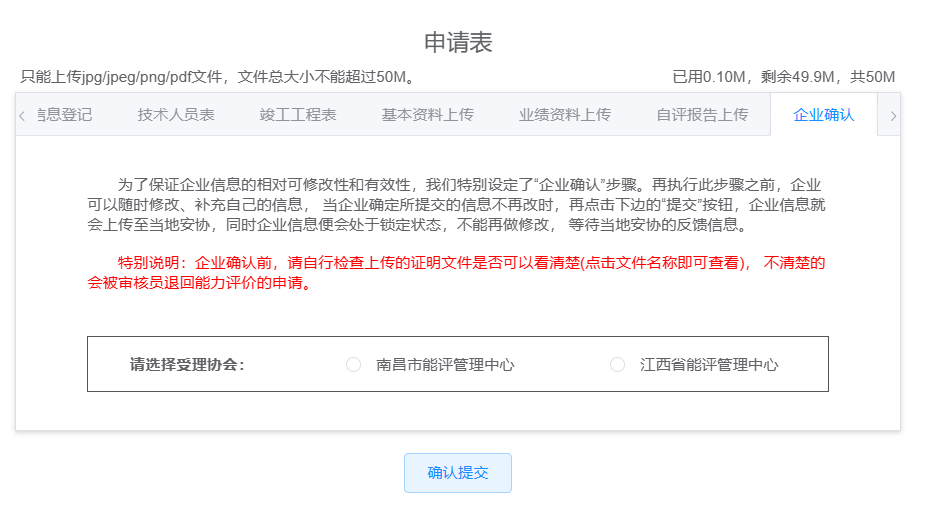 申请表
只能上传jpg/jpeg/png/pdf文件，文件总大小不能超过50M。 已用0.10M，剩余49.9M，共50M
信息登记 技术人员表 竣工工程表 基本资料上传 业绩资料上传 自评报告上传 企业确认
为了保证企业信息的相对可修改性和有效性，我们特别设定了“企业确认”步骤。再执行此步骤之前，企业
可以随时修改、补充自己的信息， 当企业确定所提交的信息不再改时，再点击下边的“提交”按钮，企业信息就
会上传至当地安协，同时企业信息便会处于锁定状态，不能再做修改， 等待当地安协的反馈信息。
特别说明：企业确认前，请自行检查上传的证明文件是否可以看清楚(点击文件名称即可查看)， 不清楚的
会被审核员退回能力评价的申请。
请选择受理协会： 南昌市能评管理中心 江西省能评管理中心
确认提交